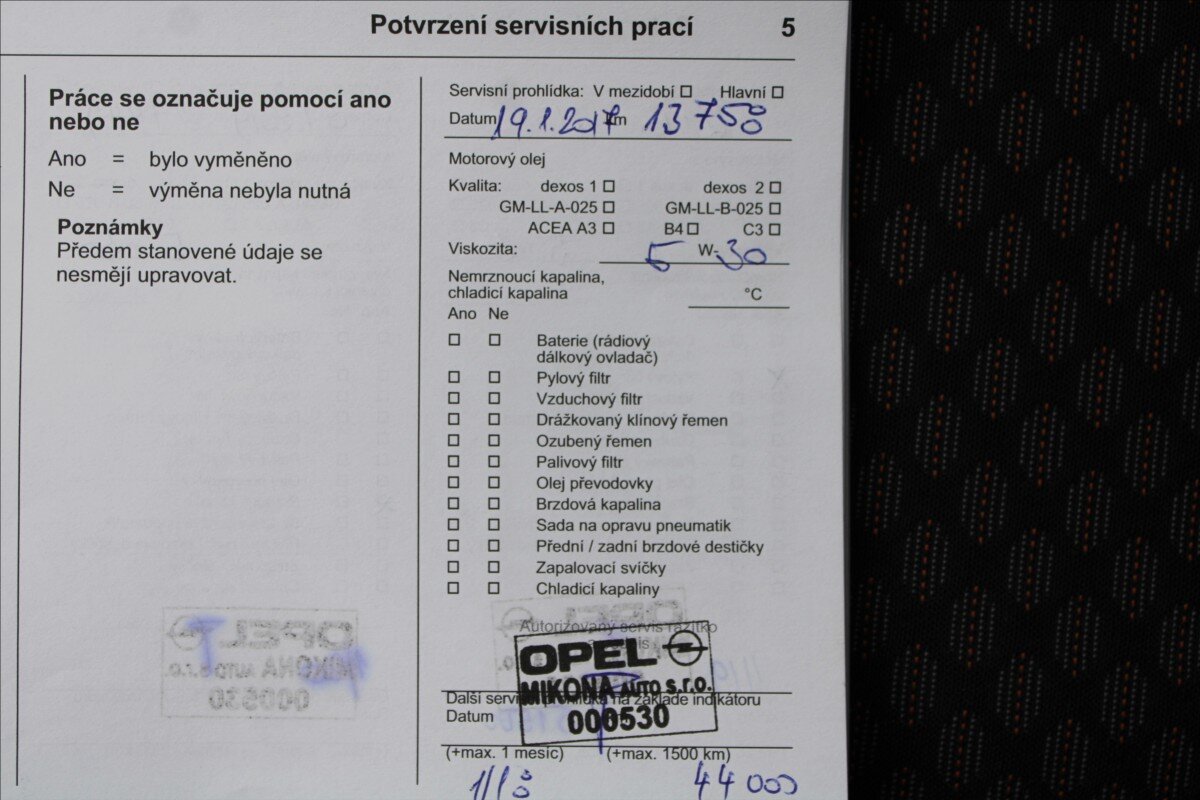 Potvrzení servisních prací 5
Práce se označuje pomocí ano
nebo ne
Ano = bylo vyměněno
Ne = výměna nebyla nutná
Poznámky
Předem stanovené údaje se
nesmějí upravovat.
Servisní prohlídka: V mezidobí □ Hlavní □
Datum 19.1.2017 km 13 750
Motorový olej
Kvalita: dexos 1 □ dexos 2 □
GM-LL-A-025 □ GM-LL-B-025 □
ACEA A3 □ B4 □ C3 □
Viskozita: 5 W- 30
Nemrznoucí kapalina,
chladicí kapalina °C
Ano Ne
□ □ Baterie (rádiový
dálkový ovladač)
□ □ Pylový filtr
□ □ Vzduchový filtr
□ □ Drážkovaný klínový řemen
□ □ Ozubený řemen
□ □ Palivový filtr
□ □ Olej převodovky
□ □ Brzdová kapalina
□ □ Sada na opravu pneumatik
□ □ Přední / zadní brzdové destičky
□ □ Zapalovací svíčky
□ □ Chladicí kapaliny
Autorizovaný servis razítko
OPEL
MIKONA AUTO s.r.o.
000530
Další na základe indikátoru
Datum
(+max. 1 mesíc) (+max. 1500 km)
44 000